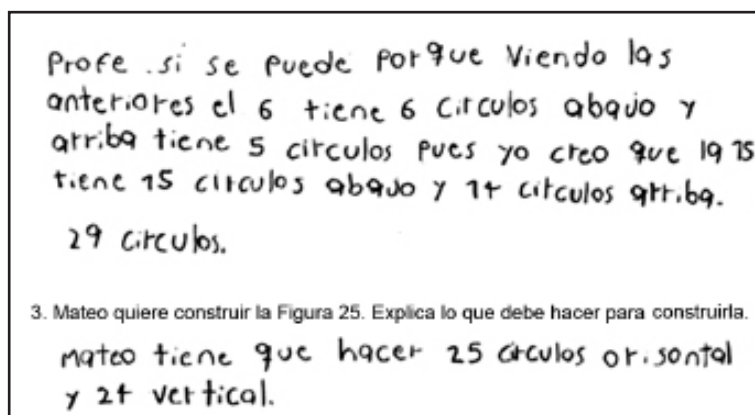 Profe. si se puede porque viendo las
anteriores el 6 tiene 6 circulos abajo y
arriba tiene 5 circulos pues yo creo que la 15
tiene 15 circulos abajo y 14 circulos arriba.
29 circulos.
3. Mateo quiere construir la Figura 25. Explica lo que debe hacer para construirla.
mateo tiene que hacer 25 circulos orisontal
y 24 vertical.